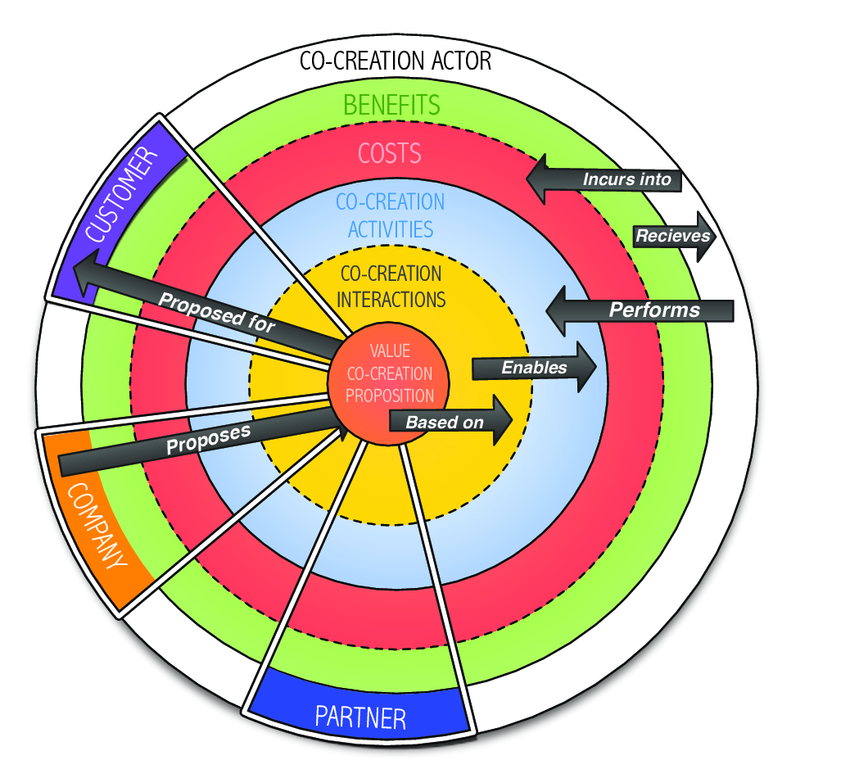 CO-CREATION ACTOR
BENEFITS
COSTS
CO-CREATION
ACTIVITIES
CO-CREATION
INTERACTIONS
VALUE
CO-CREATION
PROPOSITION
CUSTOMER
Proposed for
Proposes
COMPANY
PARTNER
Incurs into
Recieves
Performs
Enables
Based on